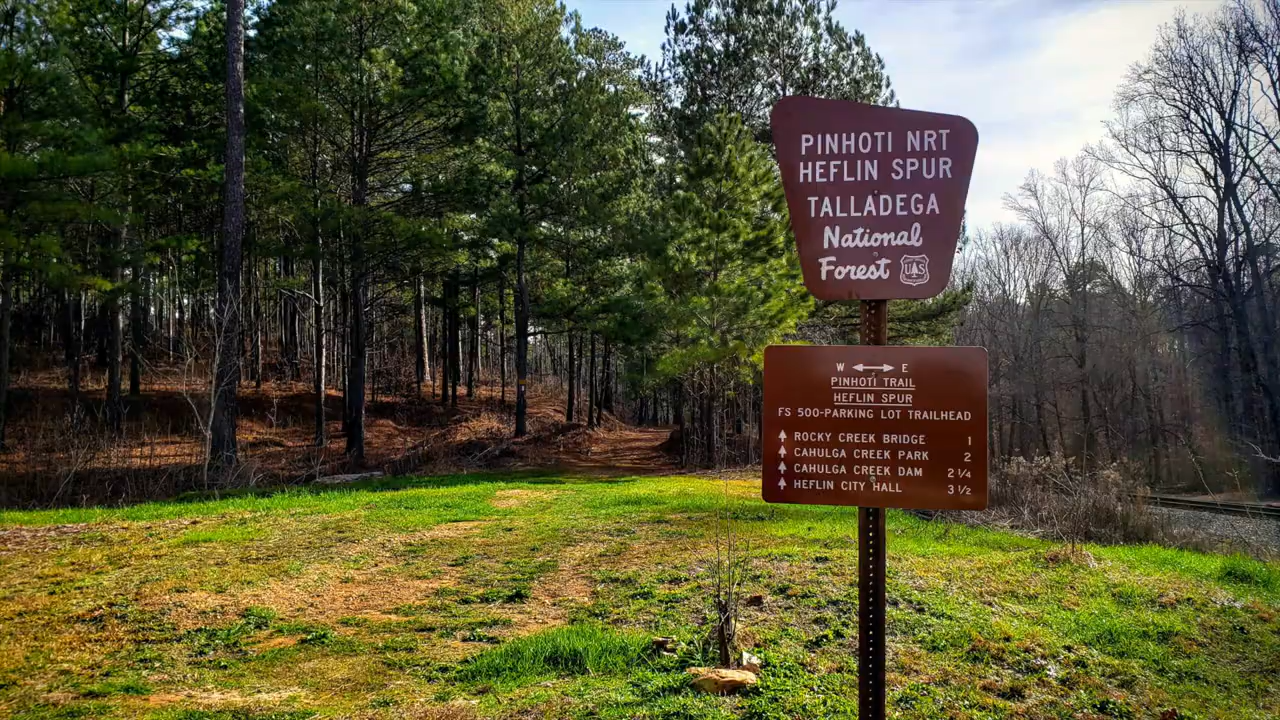 PINHOTI NRT
HEFLIN SPUR
TALLADEGA
National
Forest
UAS
W E
PINHOTI TRAIL
HEFLIN SPUR
FS 500-PARKING LOT TRAILHEAD
ROCKY CREEK BRIDGE 1
CAHULGA CREEK PARK 2
CAHULGA CREEK DAM 2 1/4
HEFLIN CITY HALL 3 1/2